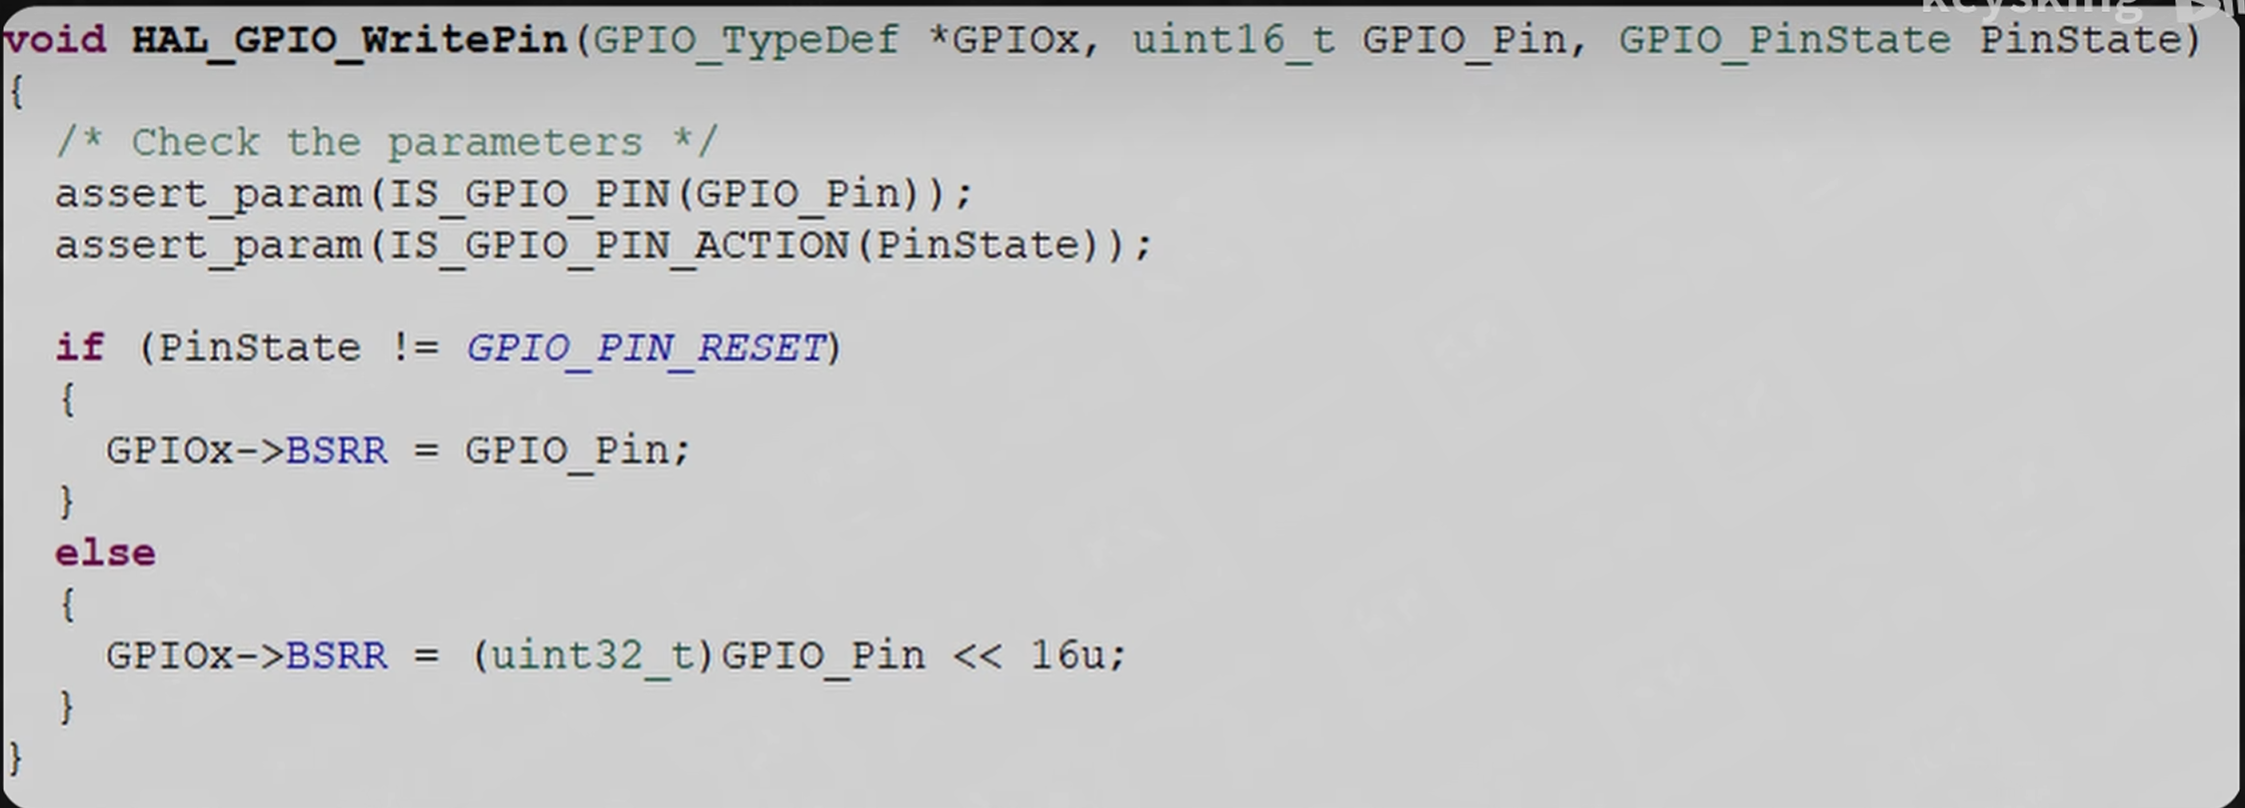 keysking
void HAL_GPIO_WritePin(GPIO_TypeDef *GPIOx, uint16_t GPIO_Pin, GPIO_PinState PinState)
{
  /* Check the parameters */
  assert_param(IS_GPIO_PIN(GPIO_Pin));
  assert_param(IS_GPIO_PIN_ACTION(PinState));

  if (PinState != GPIO_PIN_RESET)
  {
    GPIOx->BSRR = GPIO_Pin;
  }
  else
  {
    GPIOx->BSRR = (uint32_t)GPIO_Pin << 16u;
  }
}